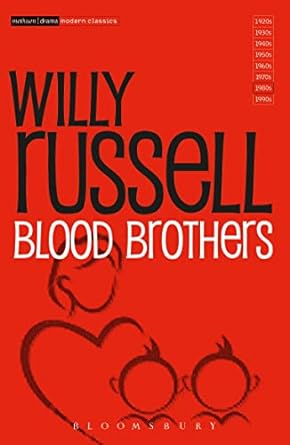 methuen | drama modern classics
1920s
1930s
1940s
1950s
1960s
1970s
1980s
1990s
WILLY
RUSSELL
BLOOD BROTHERS
BLOOMSBURY